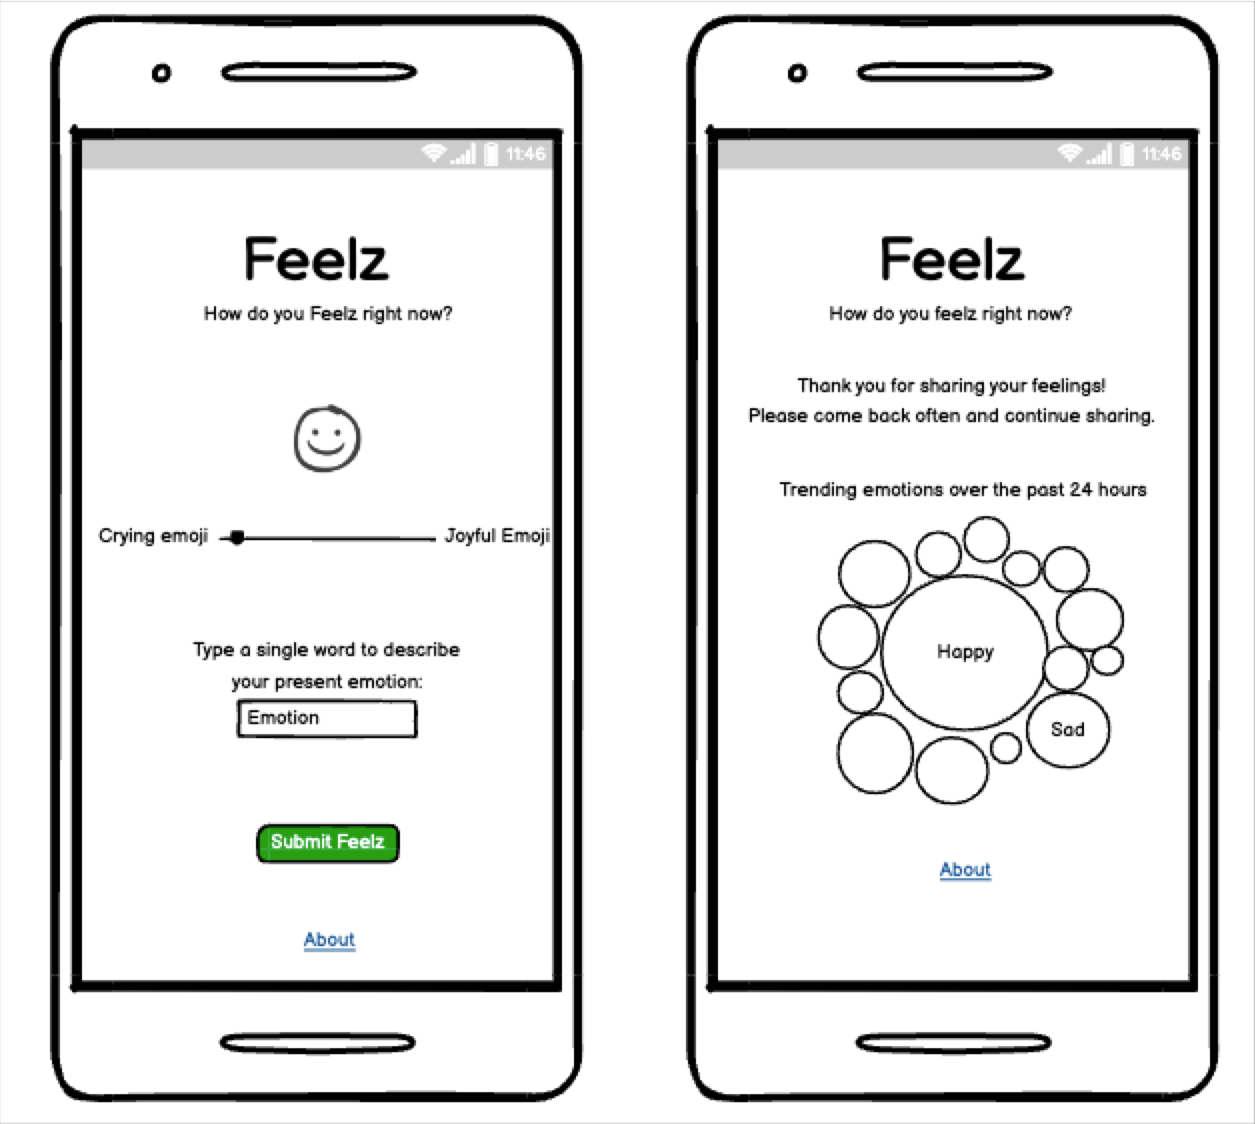 11:46
Feelz
How do you Feelz right now?
Crying emoji
Joyful Emoji
Type a single word to describe
your present emotion:
Emotion
Submit Feelz
About
11:46
Feelz
How do you feelz right now?
Thank you for sharing your feelings!
Please come back often and continue sharing.
Trending emotions over the past 24 hours
Happy
Sad
About